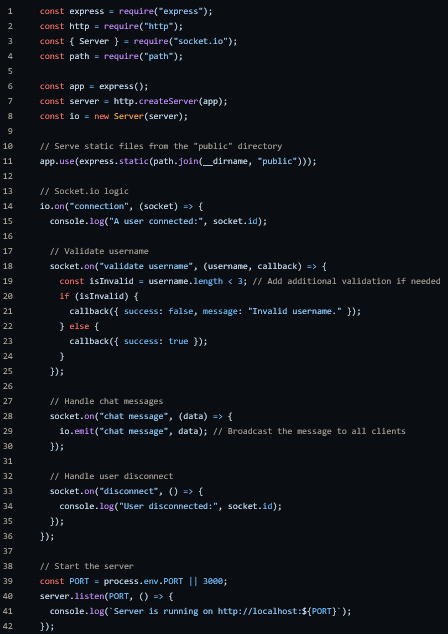 1 const express = require("express");
2 const http = require("http");
3 const { Server } = require("socket.io");
4 const path = require("path");
5
6 const app = express();
7 const server = http.createServer(app);
8 const io = new Server(server);
9
10 // Serve static files from the "public" directory
11 app.use(express.static(path.join(__dirname, "public")));
12
13 // Socket.io logic
14 io.on("connection", (socket) => {
15   console.log("A user connected:", socket.id);
16
17   // Validate username
18   socket.on("validate username", (username, callback) => {
19     const isInvalid = username.length < 3; // Add additional validation if needed
20     if (isInvalid) {
21       callback({ success: false, message: "Invalid username." });
22     } else {
23       callback({ success: true });
24     }
25   });
26
27   // Handle chat messages
28   socket.on("chat message", (data) => {
29     io.emit("chat message", data); // Broadcast the message to all clients
30   });
31
32   // Handle user disconnect
33   socket.on("disconnect", () => {
34     console.log("User disconnected:", socket.id);
35   });
36 });
37
38 // Start the server
39 const PORT = process.env.PORT || 3000;
40 server.listen(PORT, () => {
41   console.log(`Server is running on http://localhost:${PORT}`);
42 });